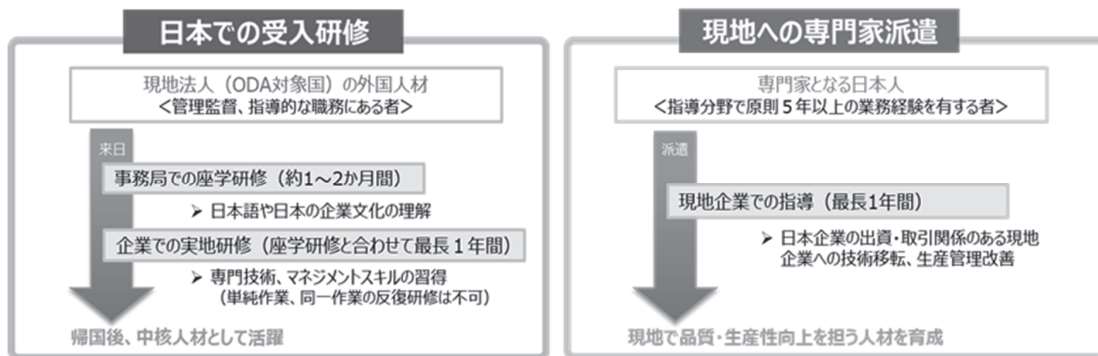 日本での受入研修
現地法人（ODA対象国）の外国人材
＜管理監督、指導的な職務にある者＞
来日
事務局での座学研修（約1～2か月間）
➢ 日本語や日本の企業文化の理解
企業での実地研修（座学研修と合わせて最長１年間）
➢ 専門技術、マネジメントスキルの習得
（単純作業、同一作業の反復研修は不可）
帰国後、中核人材として活躍
現地への専門家派遣
専門家となる日本人
＜指導分野で原則５年以上の業務経験を有する者＞
派遣
現地企業での指導（最長1年間）
➢ 日本企業の出資・取引関係のある現地
企業への技術移転、生産管理改善
現地で品質・生産性向上を担う人材を育成